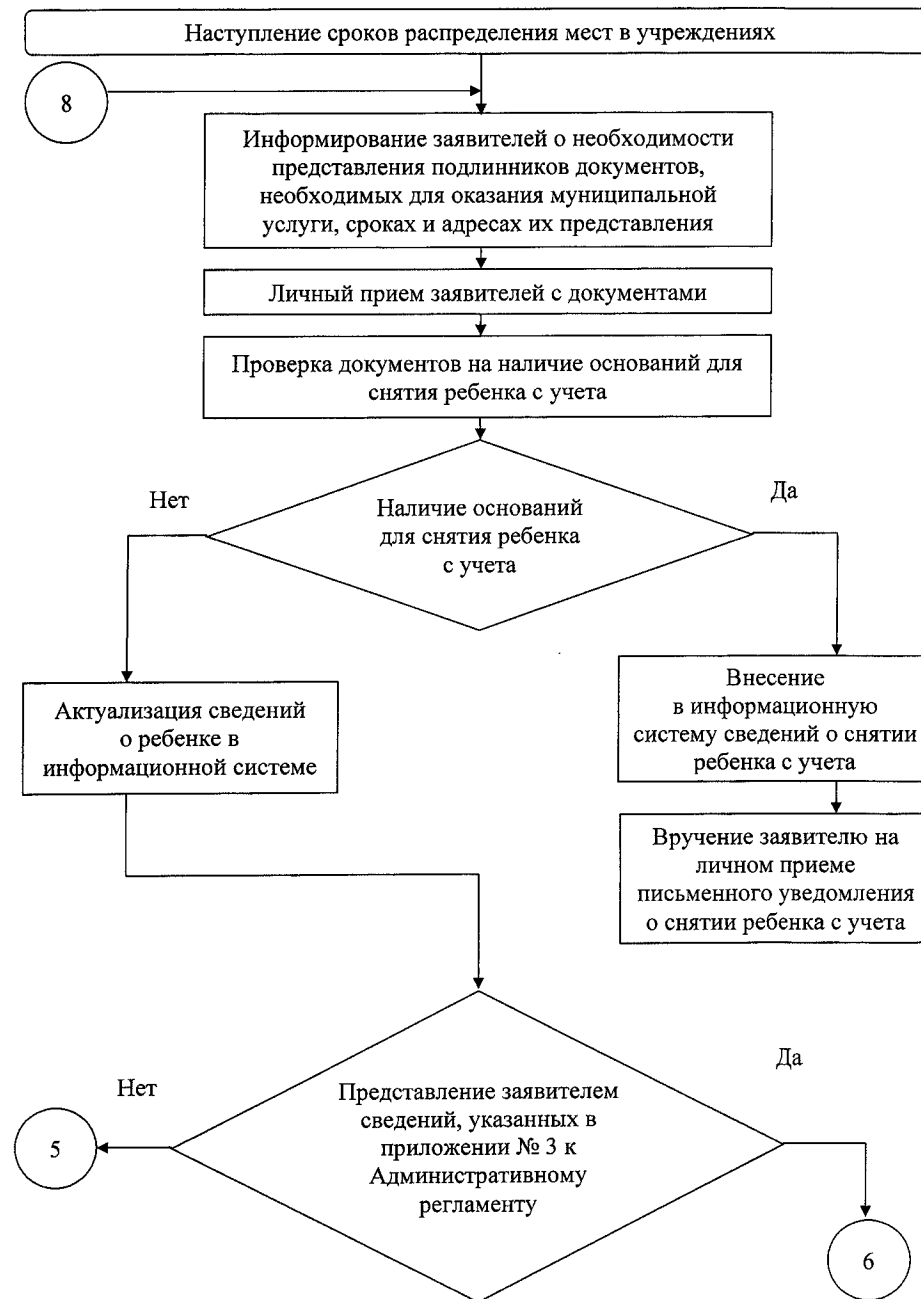 Наступление сроков распределения мест в учреждениях
8
Информирование заявителей о необходимости
представления подлинников документов,
необходимых для оказания муниципальной
услуги, сроках и адресах их представления
Личный прием заявителей с документами
Проверка документов на наличие оснований для
снятия ребенка с учета
Нет
Да
Наличие оснований
для снятия ребенка
с учета
Актуализация сведений
о ребенке в
информационной системе
Внесение
в информационную
систему сведений о снятии
ребенка с учета
Вручение заявителю на
личном приеме
письменного уведомления
о снятии ребенка с учета
Нет
Да
Представление заявителем
сведений, указанных в
приложении № 3 к
Административному
регламенту
5
6